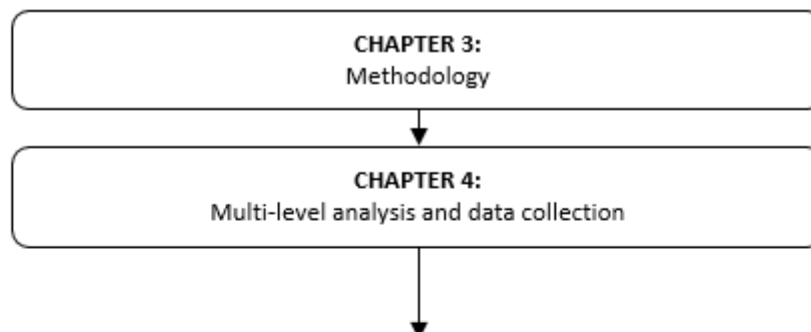 CHAPTER 3:
Methodology
CHAPTER 4:
Multi-level analysis and data collection